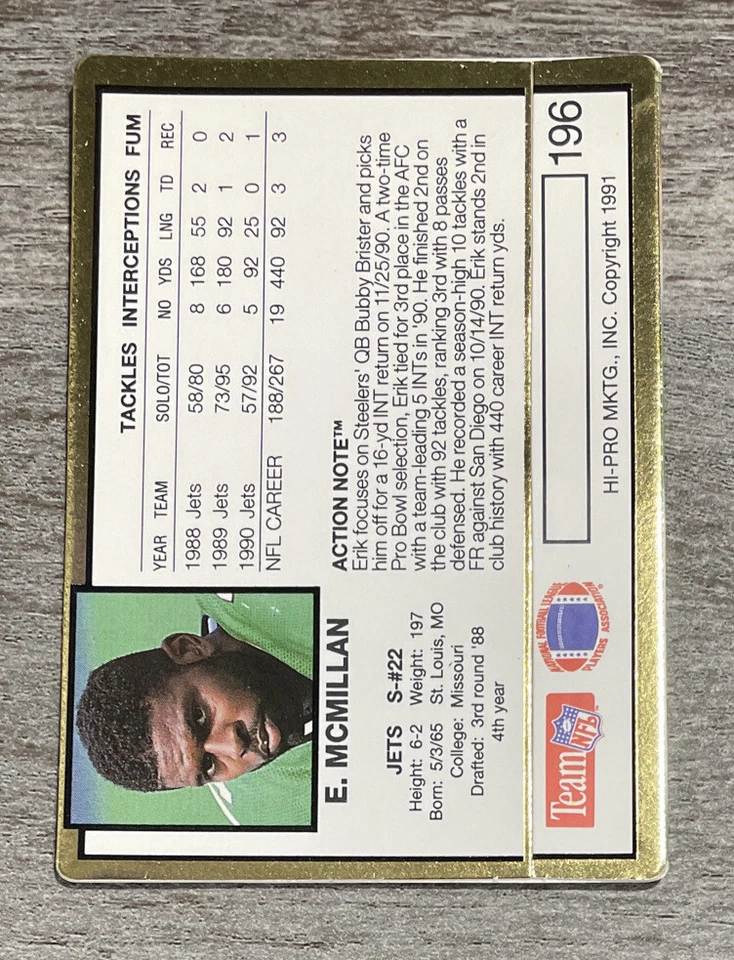 E. MCMILLAN
JETS S-#22
Height: 6-2 Weight: 197
Born: 5/3/65 St. Louis, MO
College: Missouri
Drafted: 3rd round '88
4th year
TACKLES INTERCEPTIONS FUM
YEAR TEAM SOLO/TOT NO YDS LNG TD REC
1988 Jets 58/80 8 168 55 2 0
1989 Jets 73/95 6 180 92 1 2
1990 Jets 57/92 5 92 25 0 1
NFL CAREER 188/267 19 440 92 3 3
ACTION NOTE™
Erik focuses on Steelers' QB Bubby Brister and picks
him off for a 16-yd INT return on 11/25/90. A two-time
Pro Bowl selection, Erik tied for 3rd place in the AFC
with a team-leading 5 INTs in '90. He finished 2nd on
the club with 92 tackles, ranking 3rd with 8 passes
defensed. He recorded a season-high 10 tackles with a
FR against San Diego on 10/14/90. Erik stands 2nd in
club history with 440 career INT return yds.
Team NFL™
NATIONAL FOOTBALL LEAGUE
PLAYERS ASSOCIATION
196
HI-PRO MKTG., INC. Copyright 1991